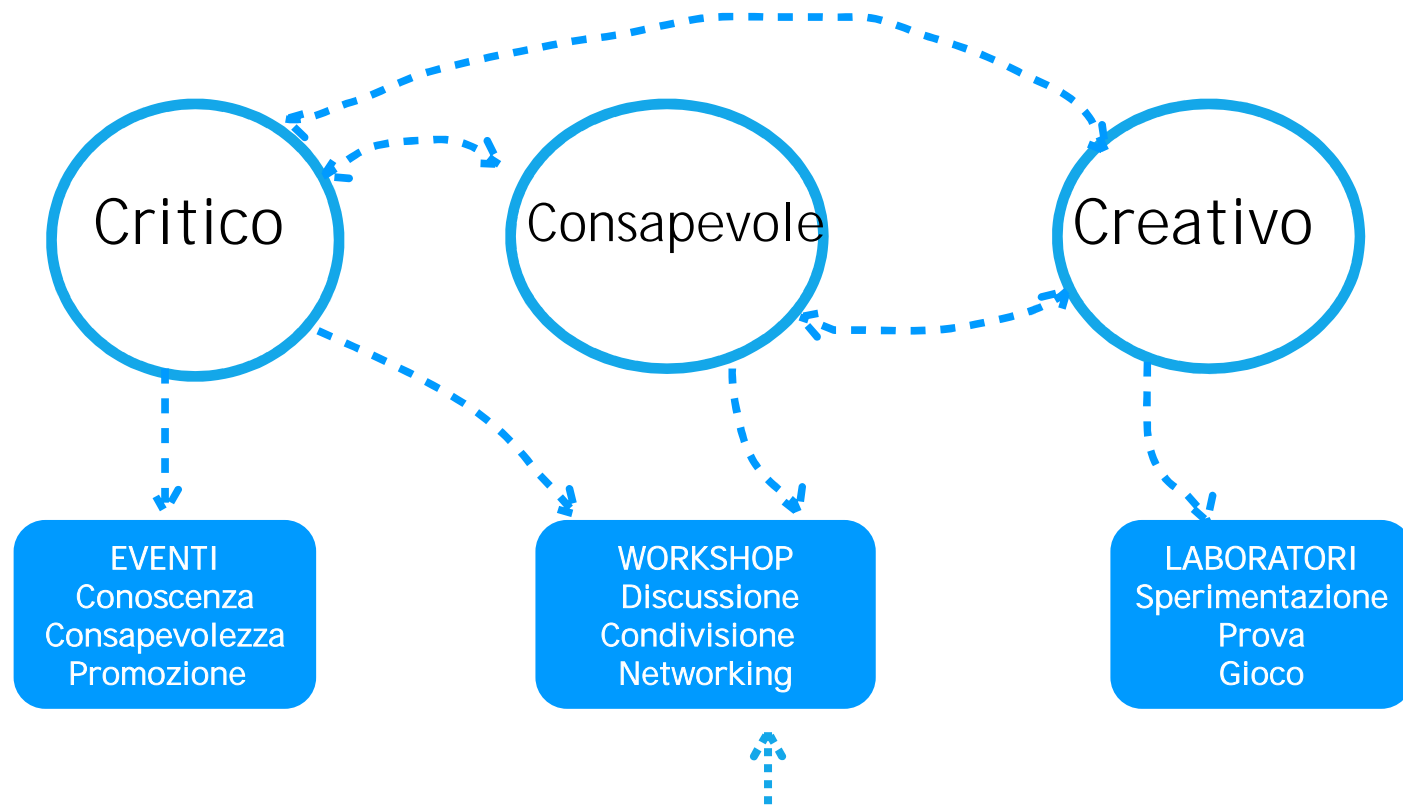 Critico
Consapevole
Creativo
EVENTI
Conoscenza
Consapevolezza
Promozione
WORKSHOP
Discussione
Condivisione
Networking
LABORATORI
Sperimentazione
Prova
Gioco